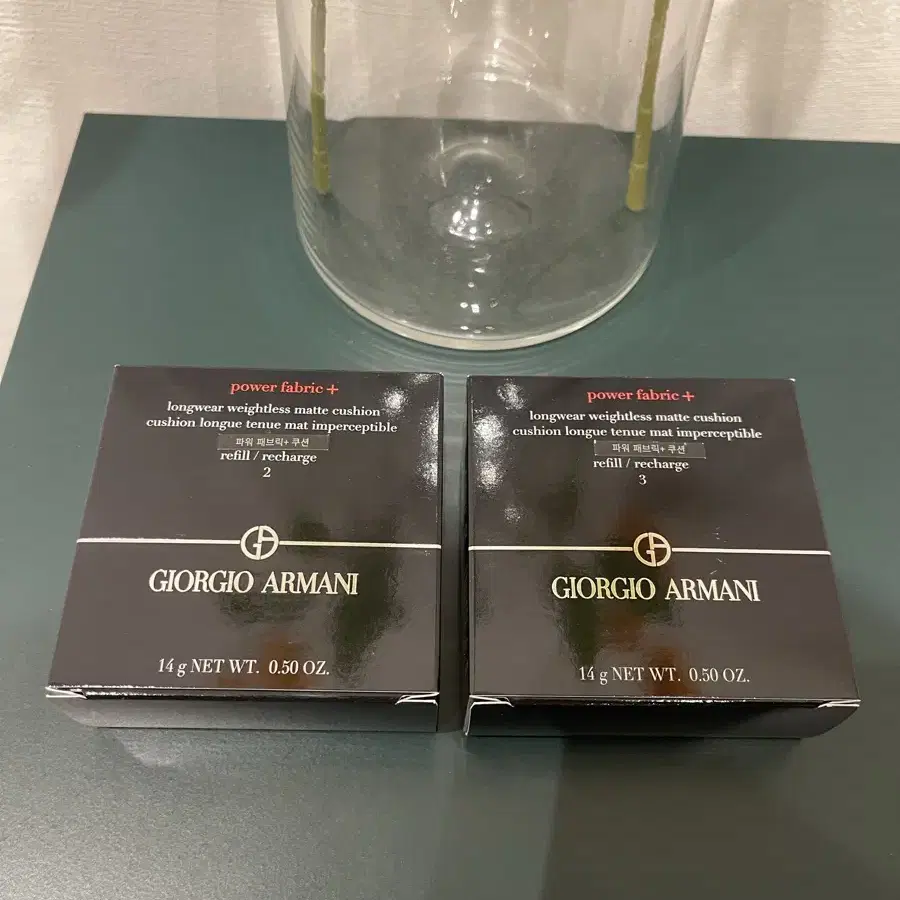 power fabric+
longwear weightless matte cushion
cushion longue tenue mat imperceptible
파워 패브릭+ 쿠션
refill / recharge
2
GIORGIO ARMANI
14 g NET WT. 0.50 OZ.
power fabric+
longwear weightless matte cushion
cushion longue tenue mat imperceptible
파워 패브릭+ 쿠션
refill / recharge
3
GIORGIO ARMANI
14 g NET WT. 0.50 OZ.